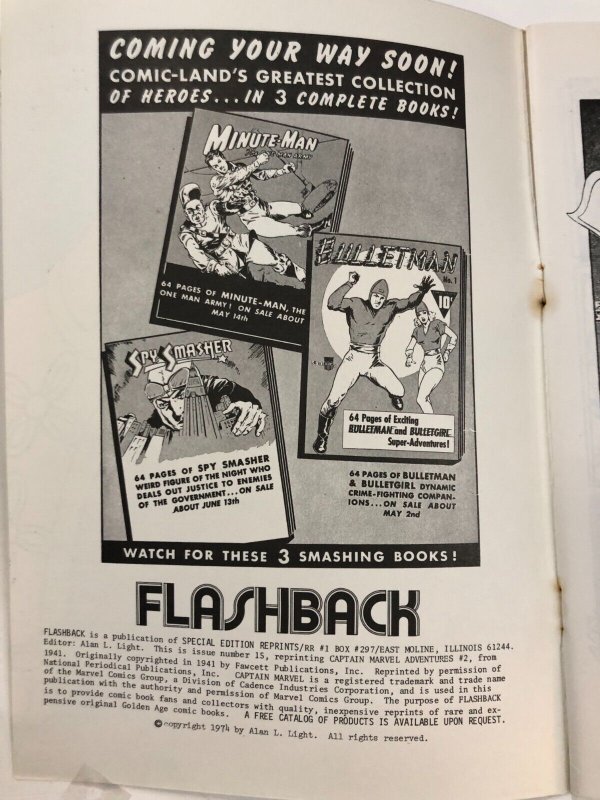 COMING YOUR WAY SOON!
COMIC-LAND'S GREATEST COLLECTION
OF HEROES...IN 3 COMPLETE BOOKS!
MINUTE-MAN
THE ONE MAN ARMY
64 PAGES OF MINUTE-MAN, THE
ONE MAN ARMY! ON SALE ABOUT
MAY 14th
BULLETMAN
No. 1
10¢
64 Pages of Exciting
BULLETMAN and BULLETGIRL
Super-Adventures!
64 PAGES OF BULLETMAN
& BULLETGIRL DYNAMIC
CRIME-FIGHTING COMPAN-
IONS...ON SALE ABOUT
MAY 2nd
SPY SMASHER
64 PAGES OF SPY SMASHER
WEIRD FIGURE OF THE NIGHT WHO
DEALS OUT JUSTICE TO ENEMIES
OF THE GOVERNMENT...ON SALE
ABOUT JUNE 13th
WATCH FOR THESE 3 SMASHING BOOKS!
FLASHBACK
FLASHBACK is a publication of SPECIAL EDITION REPRINTS/RR #1 BOX #297/EAST MOLINE, ILLINOIS 61244.
Editor: Alan L. Light. This is issue number 15, reprinting CAPTAIN MARVEL ADVENTURES #2, from
1941. Originally copyrighted in 1941 by Fawcett Publications, Inc. Reprinted by permission of
National Periodical Publications, Inc. CAPTAIN MARVEL is a registered trademark and trade name
of the Marvel Comics Group, a Division of Cadence Industries Corporation, and is used in this
publication with the authority and permission of Marvel Comics Group. The purpose of FLASHBACK
is to provide comic book fans and collectors with quality, inexpensive reprints of rare and ex-
pensive original Golden Age comic books. A FREE CATALOG OF PRODUCTS IS AVAILABLE UPON REQUEST.
©copyright 1974 by Alan L. Light. All rights reserved.